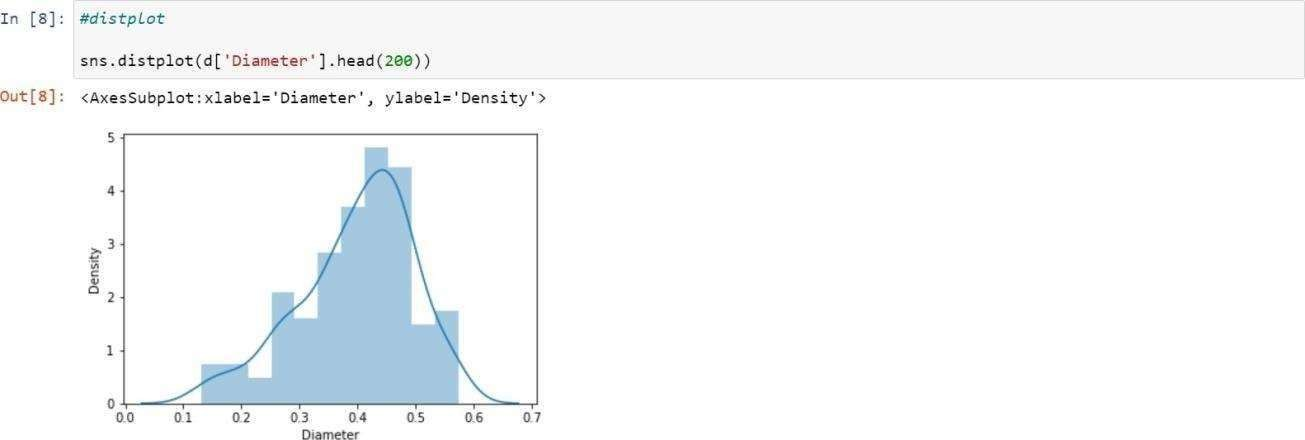 In [8]: #distplot
sns.distplot(d['Diameter'].head(200))
Out[8]: <AxesSubplot:xlabel='Diameter', ylabel='Density'>
5
4
3
2
1
0
Density
0.0 0.1 0.2 0.3 0.4 0.5 0.6 0.7
Diameter